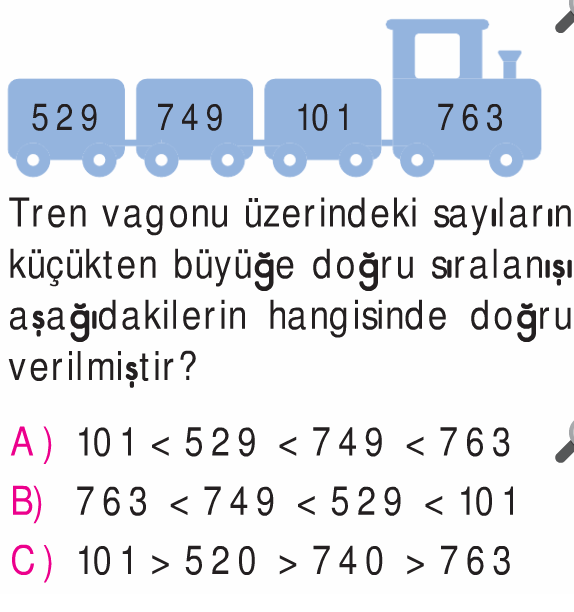 529 749 101 763
Tren vagonu üzerindeki sayıların
küçükten büyüğe doğru sıralanışı
aşağıdakilerin hangisinde doğru
verilmiştir?
A) 101 < 529 < 749 < 763
B) 763 < 749 < 529 < 101
C) 101 > 520 > 740 > 763